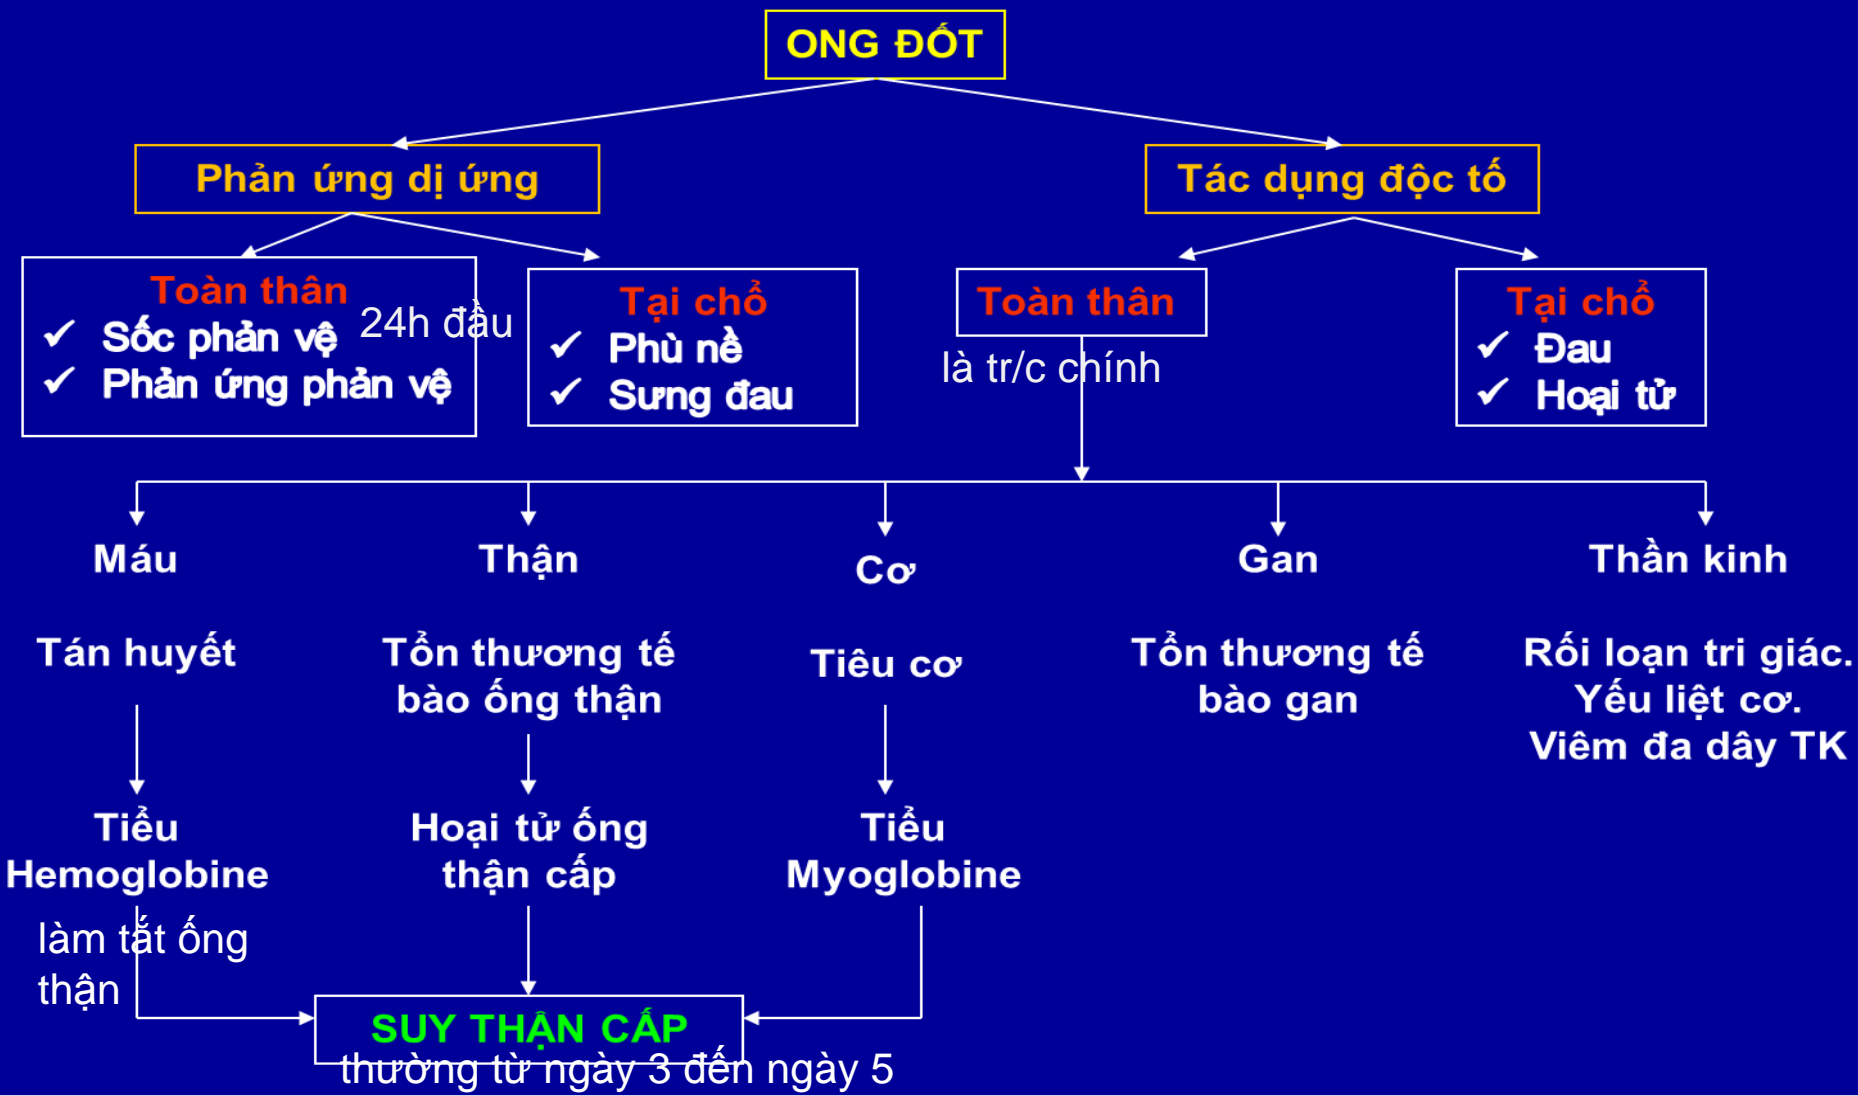 ONG ĐỐT
Phản ứng dị ứng
Tác dụng độc tố
Toàn thân
✓ Sốc phản vệ
✓ Phản ứng phản vệ
24h đầu
Tại chổ
✓ Phù nề
✓ Sưng đau
Toàn thân
là tr/c chính
Tại chổ
✓ Đau
✓ Hoại tử
Máu
Tán huyết
Tiểu
Hemoglobine
làm tắt ống
thận
Thận
Tổn thương tế
bào ống thận
Hoại tử ống
thận cấp
Cơ
Tiêu cơ
Tiểu
Myoglobine
Gan
Tổn thương tế
bào gan
Thần kinh
Rối loạn tri giác.
Yếu liệt cơ.
Viêm đa dây TK
SUY THẬN CẤP
thường từ ngày 3 đến ngày 5